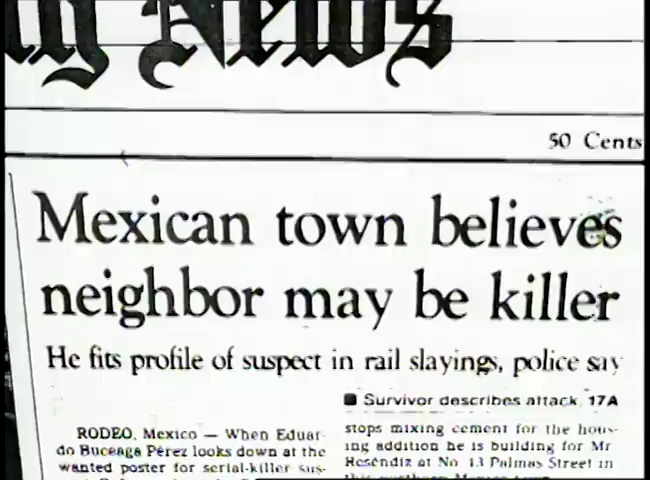 News
50 Cents
Mexican town believes
neighbor may be killer
He fits profile of suspect in rail slayings, police say
■ Survivor describes attack. 17A
RODEO, Mexico — When Eduar-
do Buceaga Pérez looks down at the
wanted poster for serial-killer sus-
stops mixing cement for the hous-
ing addition he is building for Mr
Reséndiz at No. 13 Palmas Street in